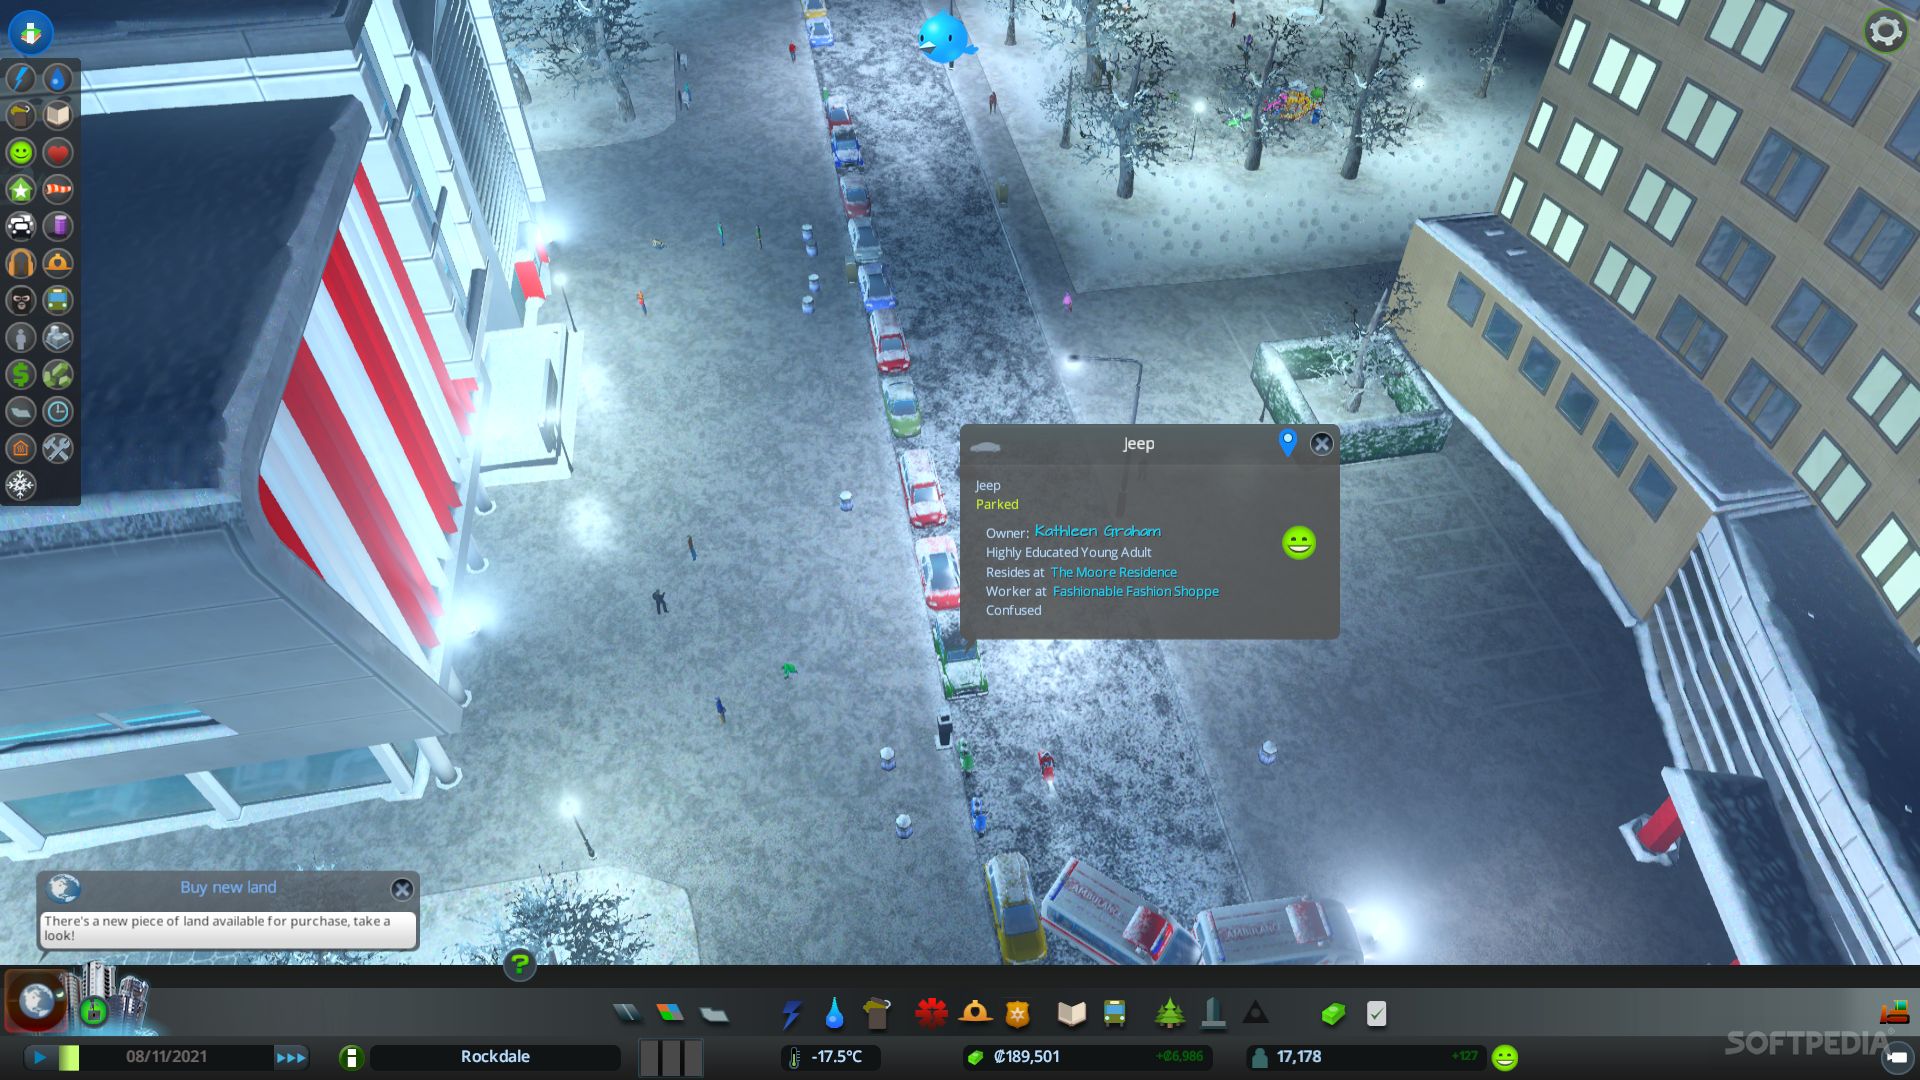 Jeep
Jeep
Parked
Owner: Kathleen Graham
Highly Educated Young Adult
Resides at The Moore Residence
Worker at Fashionable Fashion Shoppe
Confused
AMBULANCE
AMBULANCE
Buy new land
There's a new piece of land available for purchase, take a
look!
?
SOFTPEDIA
08/11/2021
Rockdale
-17.5°C
₡189,501
+₡6,986
17,178
+127